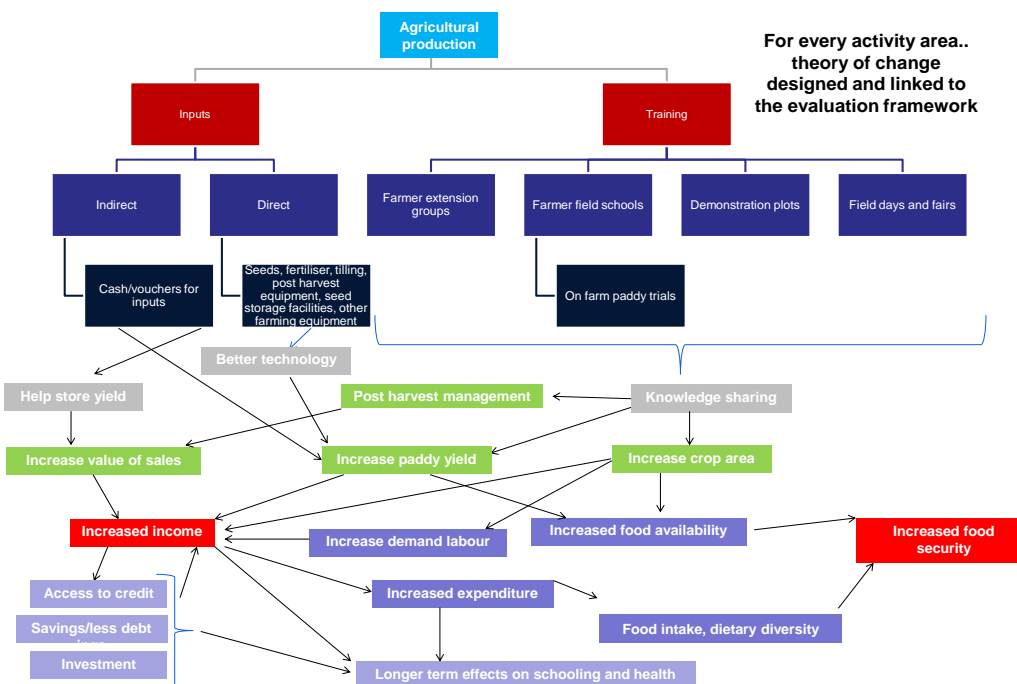 Agricultural
production
For every activity area..
theory of change
designed and linked to
the evaluation framework
Inputs
Training
Indirect
Direct
Farmer extension
groups
Farmer field schools
Demonstration plots
Field days and fairs
Cash/vouchers for
inputs
Seeds, fertiliser, tilling,
post harvest
equipment, seed
storage facilities, other
farming equipment
On farm paddy trials
Better technology
Help store yield
Post harvest management
Knowledge sharing
Increase value of sales
Increase paddy yield
Increase crop area
Increased income
Increase demand labour
Increased food availability
Increased food
security
Access to credit
Increased expenditure
Savings/less debt
Food intake, dietary diversity
Investment
Longer term effects on schooling and health